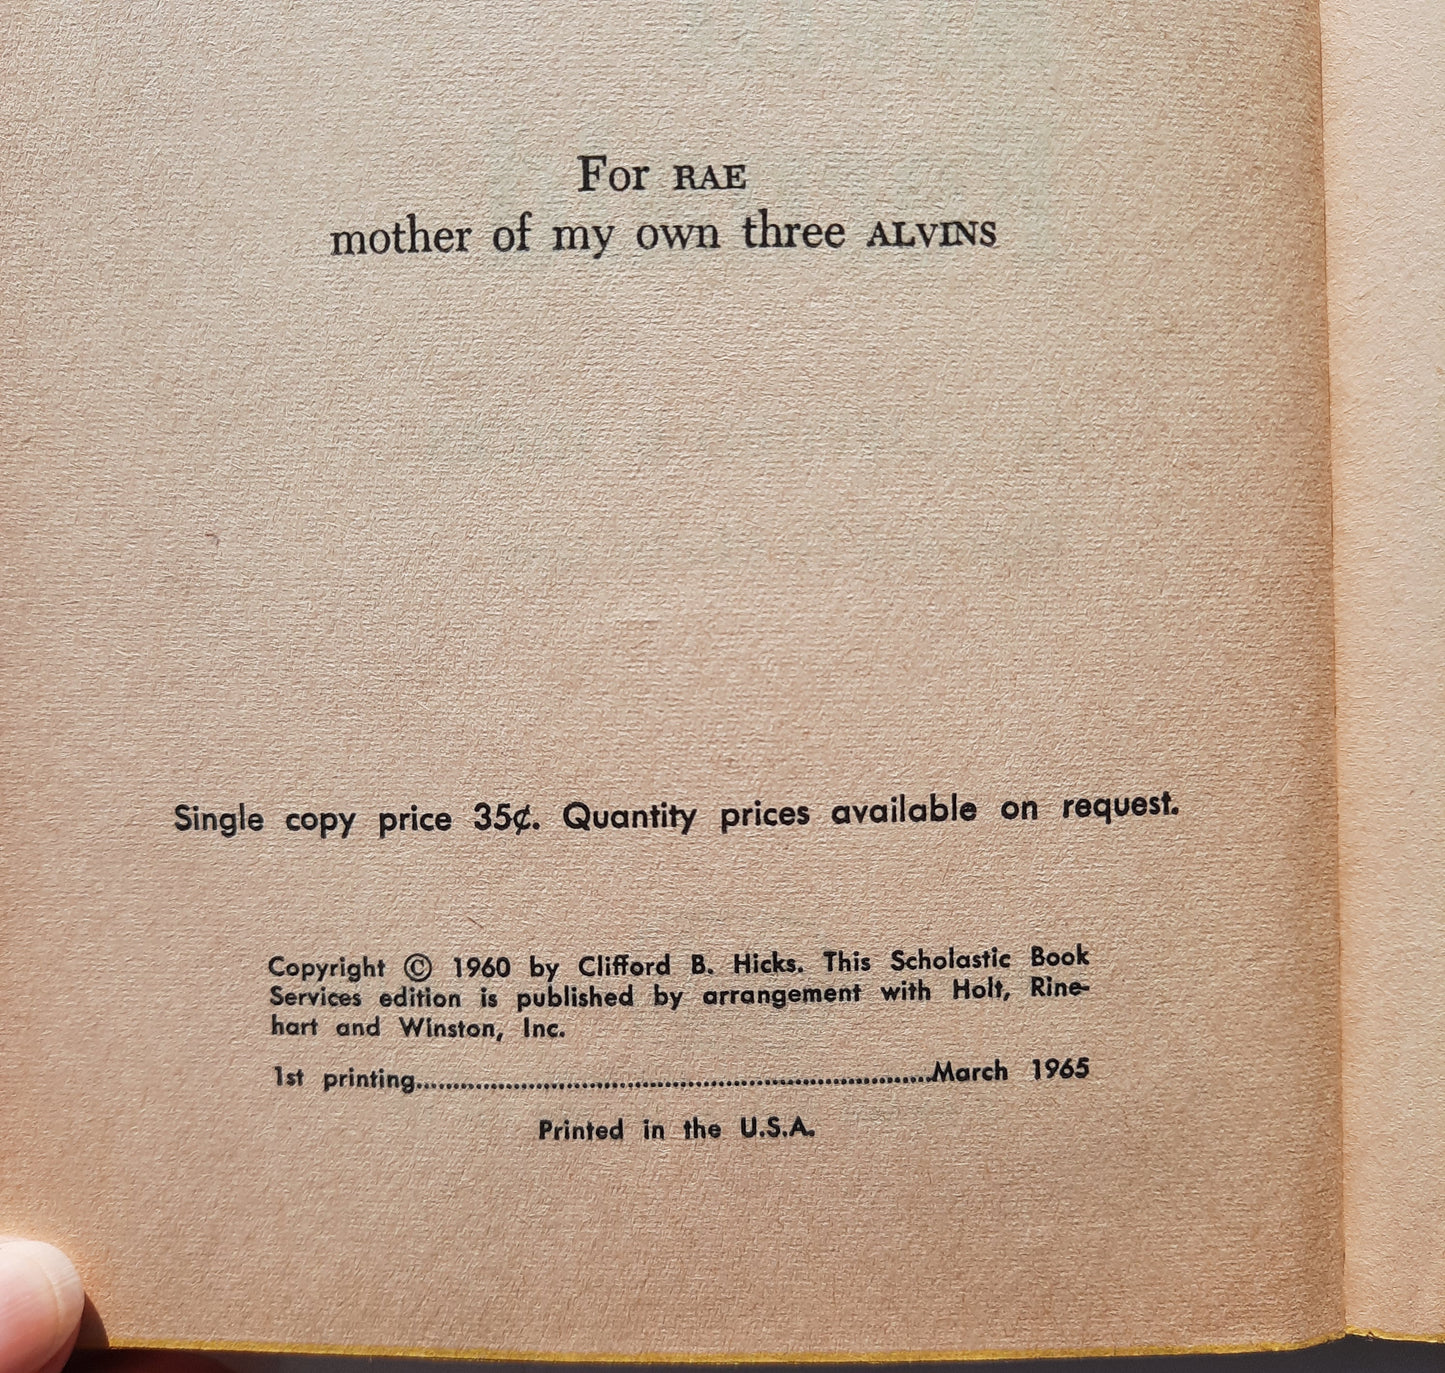 For RAE
mother of my own three ALVINS
Single copy price 35¢. Quantity prices available on request.
Copyright © 1960 by Clifford B. Hicks. This Scholastic Book
Services edition is published by arrangement with Holt, Rine-
hart and Winston, Inc.
1st printing......................................................................March 1965
Printed in the U.S.A.